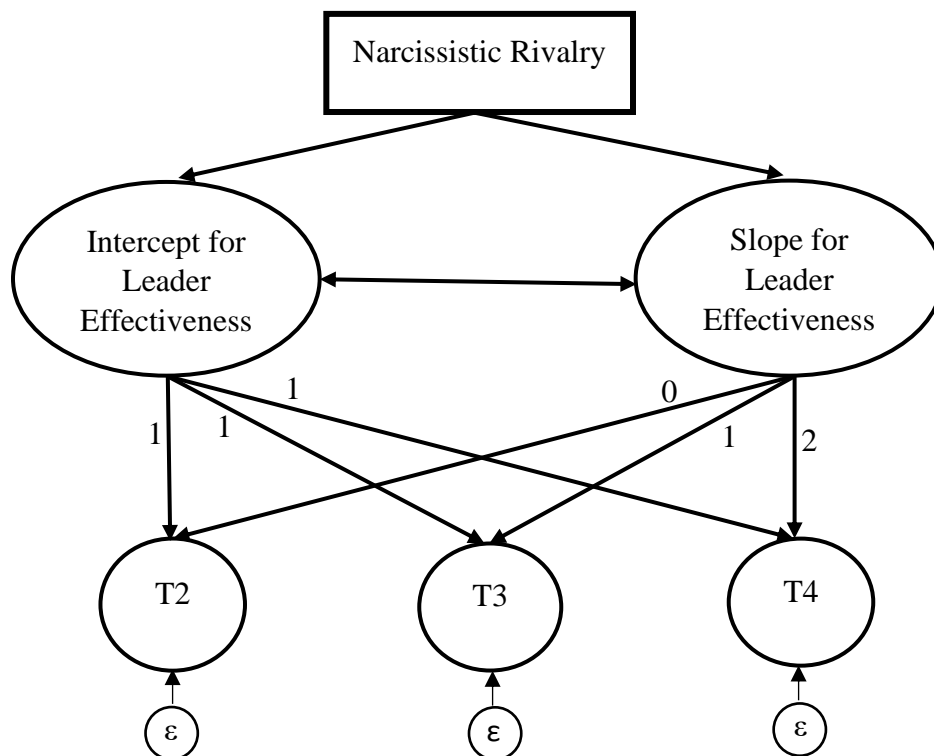 Narcissistic Rivalry
Intercept for
Leader
Effectiveness
Slope for
Leader
Effectiveness
1
1
1
0
1
2
T2
T3
T4
ε
ε
ε